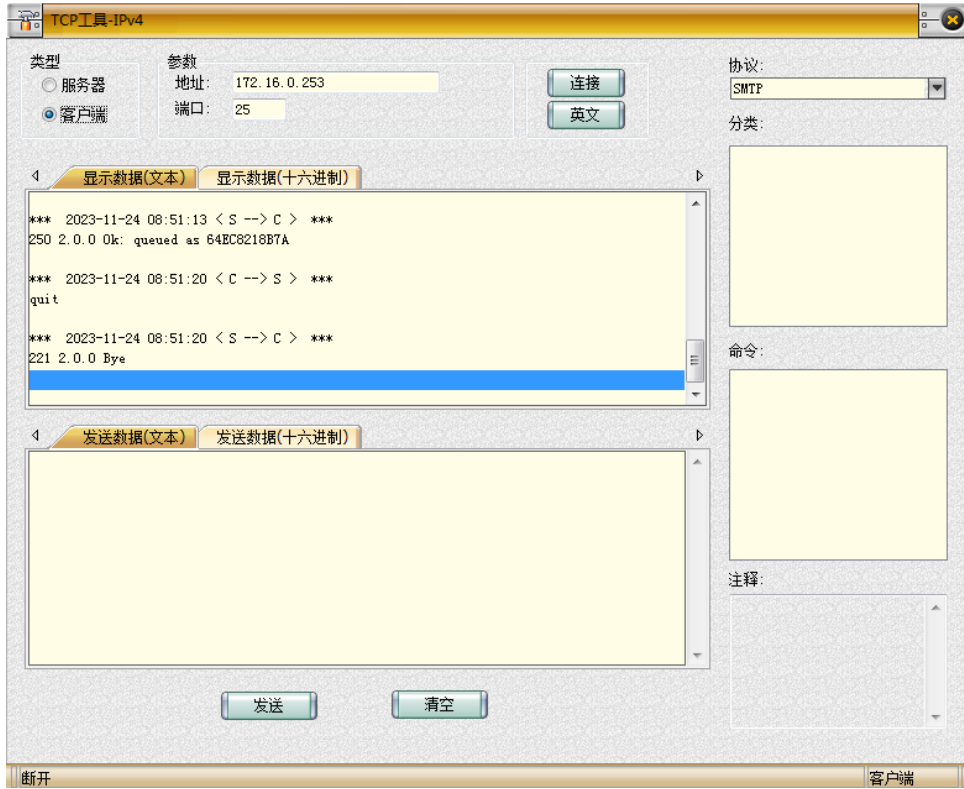 TCP工具-IPv4
类型
服务器
客户端
参数
地址: 172.16.0.253
端口: 25
连接
英文
协议:
SMTP
分类:
显示数据(文本) 显示数据(十六进制)
*** 2023-11-24 08:51:13 < S --> C > ***
250 2.0.0 Ok: queued as 64EC8218B7A
*** 2023-11-24 08:51:20 < C --> S > ***
quit
*** 2023-11-24 08:51:20 < S --> C > ***
221 2.0.0 Bye
命令:
发送数据(文本) 发送数据(十六进制)
注释:
发送 清空
断开 客户端